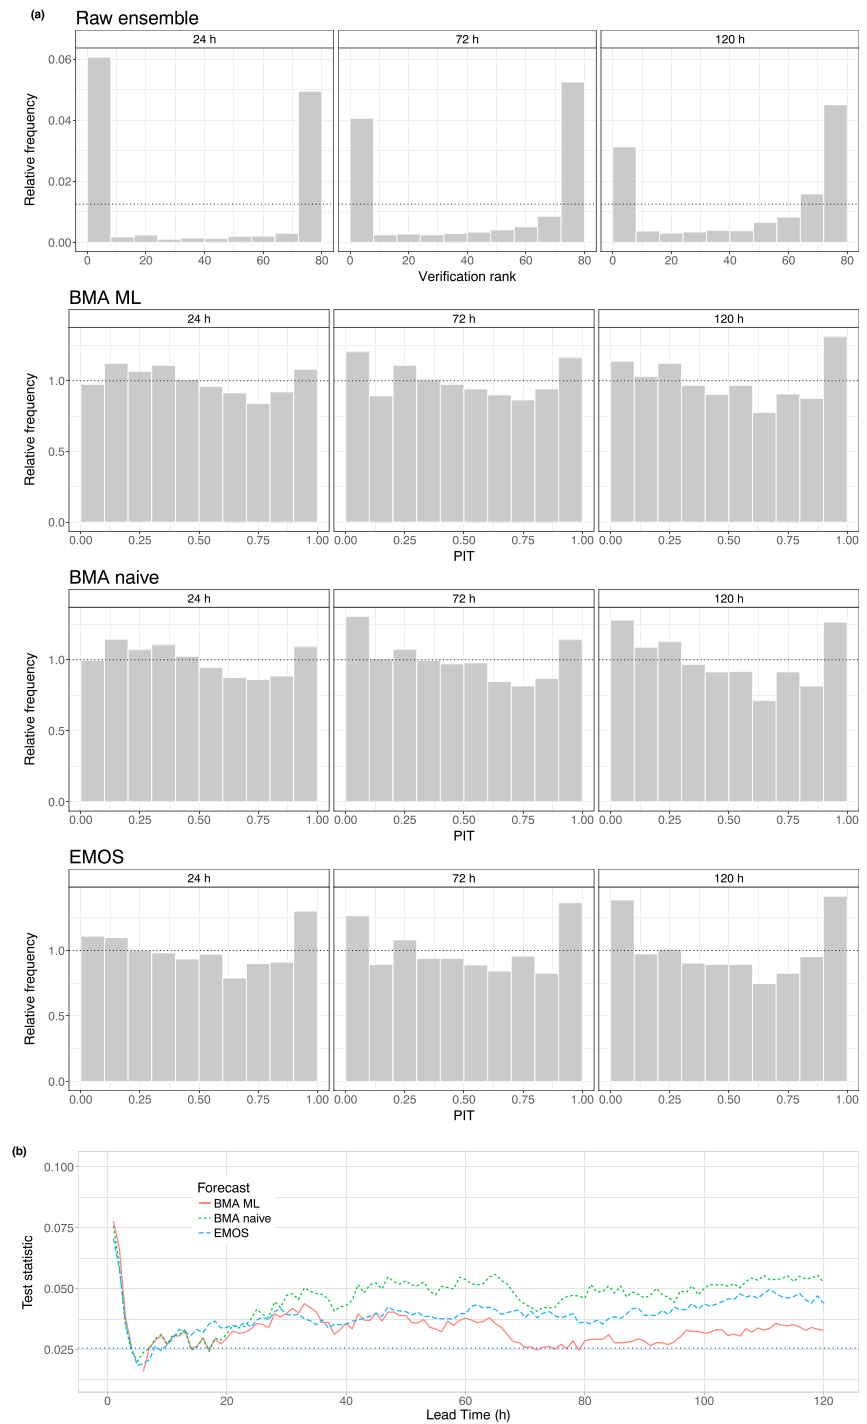 (a)
Raw ensemble
24 h
72 h
120 h
Relative frequency
0.06
0.04
0.02
0.00
0 20 40 60 80
0 20 40 60 80
0 20 40 60 80
Verification rank
BMA ML
24 h
72 h
120 h
Relative frequency
1.0
0.5
0.0
0.00 0.25 0.50 0.75 1.00
0.00 0.25 0.50 0.75 1.00
0.00 0.25 0.50 0.75 1.00
PIT
BMA naive
24 h
72 h
120 h
Relative frequency
1.0
0.5
0.0
0.00 0.25 0.50 0.75 1.00
0.00 0.25 0.50 0.75 1.00
0.00 0.25 0.50 0.75 1.00
PIT
EMOS
24 h
72 h
120 h
Relative frequency
1.0
0.5
0.0
0.00 0.25 0.50 0.75 1.00
0.00 0.25 0.50 0.75 1.00
0.00 0.25 0.50 0.75 1.00
PIT
(b)
Test statistic
0.100
0.075
0.050
0.025
Forecast
BMA ML
BMA naive
EMOS
0 20 40 60 80 100 120
Lead Time (h)